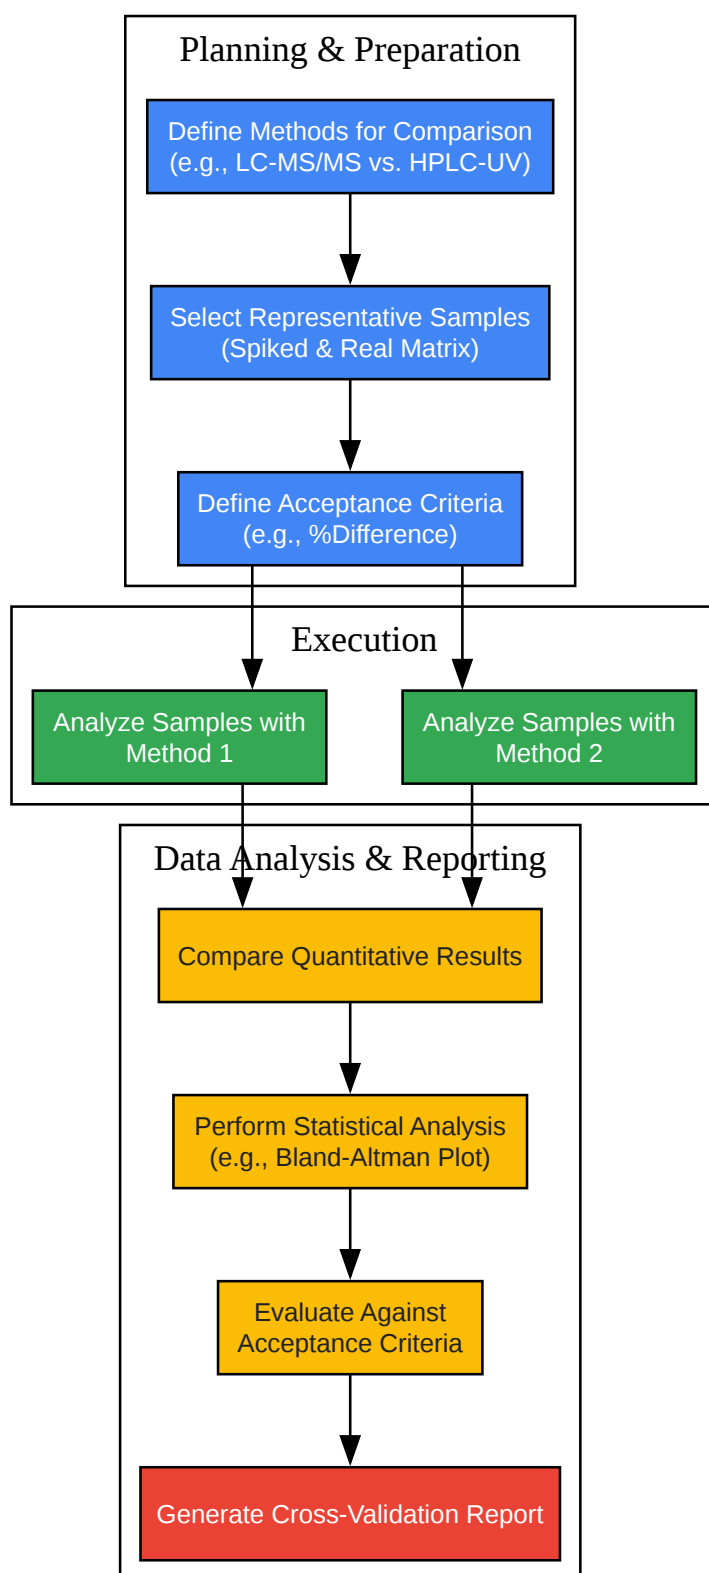 Planning & Preparation
Define Methods for Comparison
(e.g., LC-MS/MS vs. HPLC-UV)
Select Representative Samples
(Spiked & Real Matrix)
Define Acceptance Criteria
(e.g., %Difference)
Execution
Analyze Samples with
Method 1
Analyze Samples with
Method 2
Data Analysis & Reporting
Compare Quantitative Results
Perform Statistical Analysis
(e.g., Bland-Altman Plot)
Evaluate Against
Acceptance Criteria
Generate Cross-Validation Report